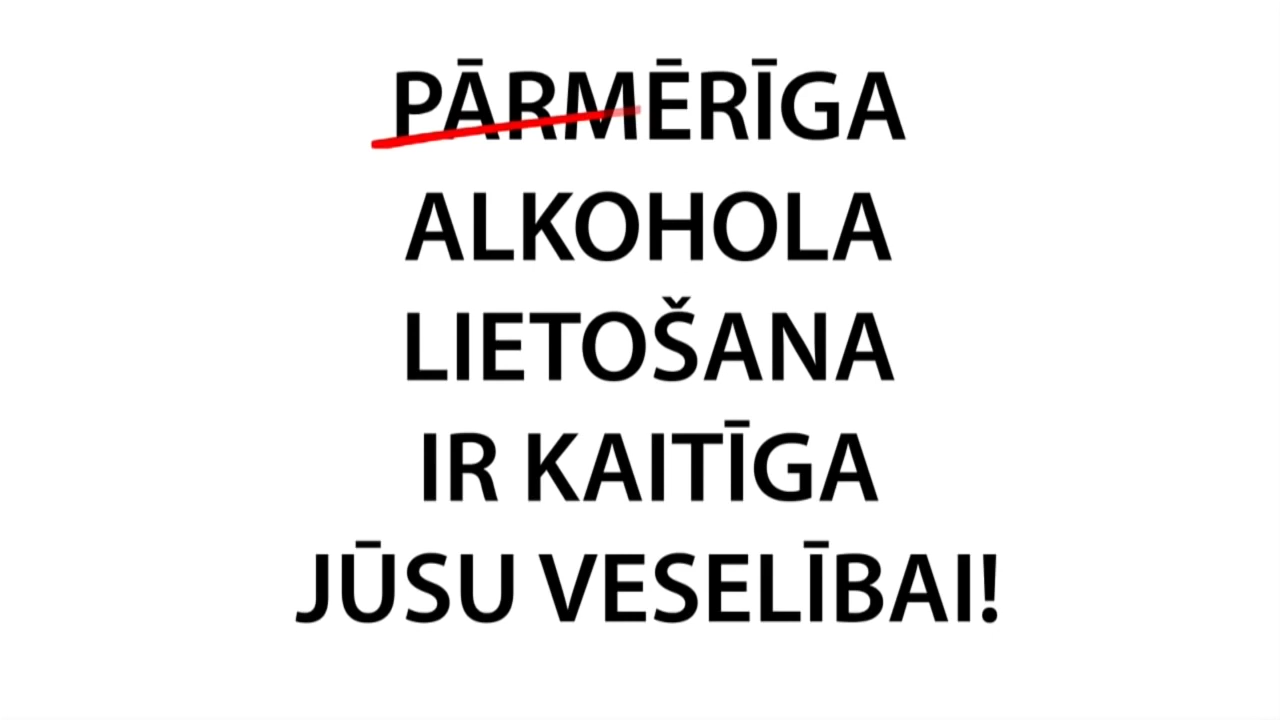 PĀRMĒRĪGA
ALKOHOLA
LIETOŠANA
IR KAITĪGA
JŪSU VESELĪBAI!